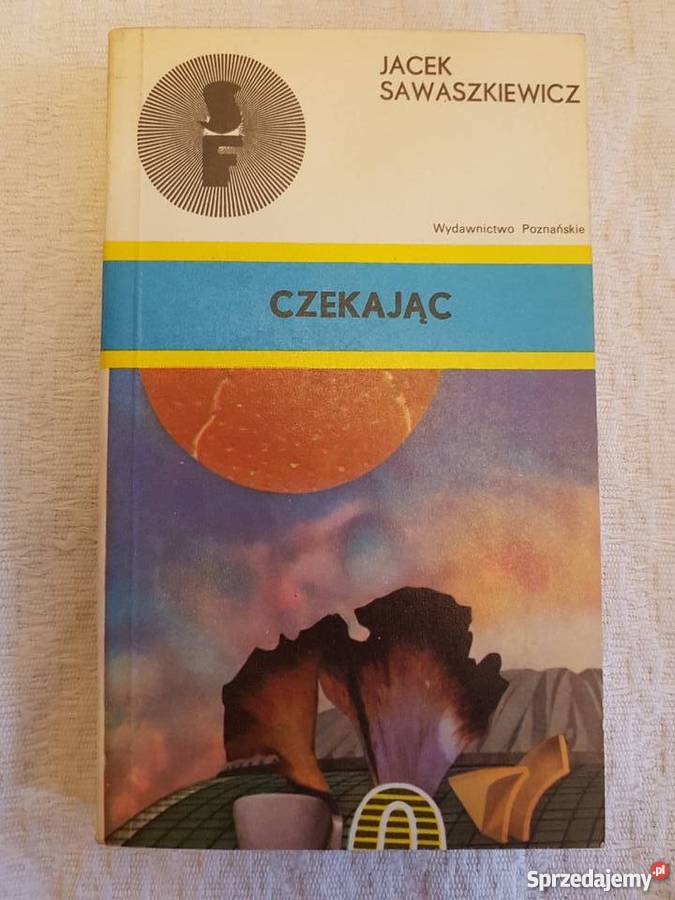 SF
JACEK
SAWASZKIEWICZ
Wydawnictwo Poznańskie
CZEKAJĄC
Sprzedajemy.pl